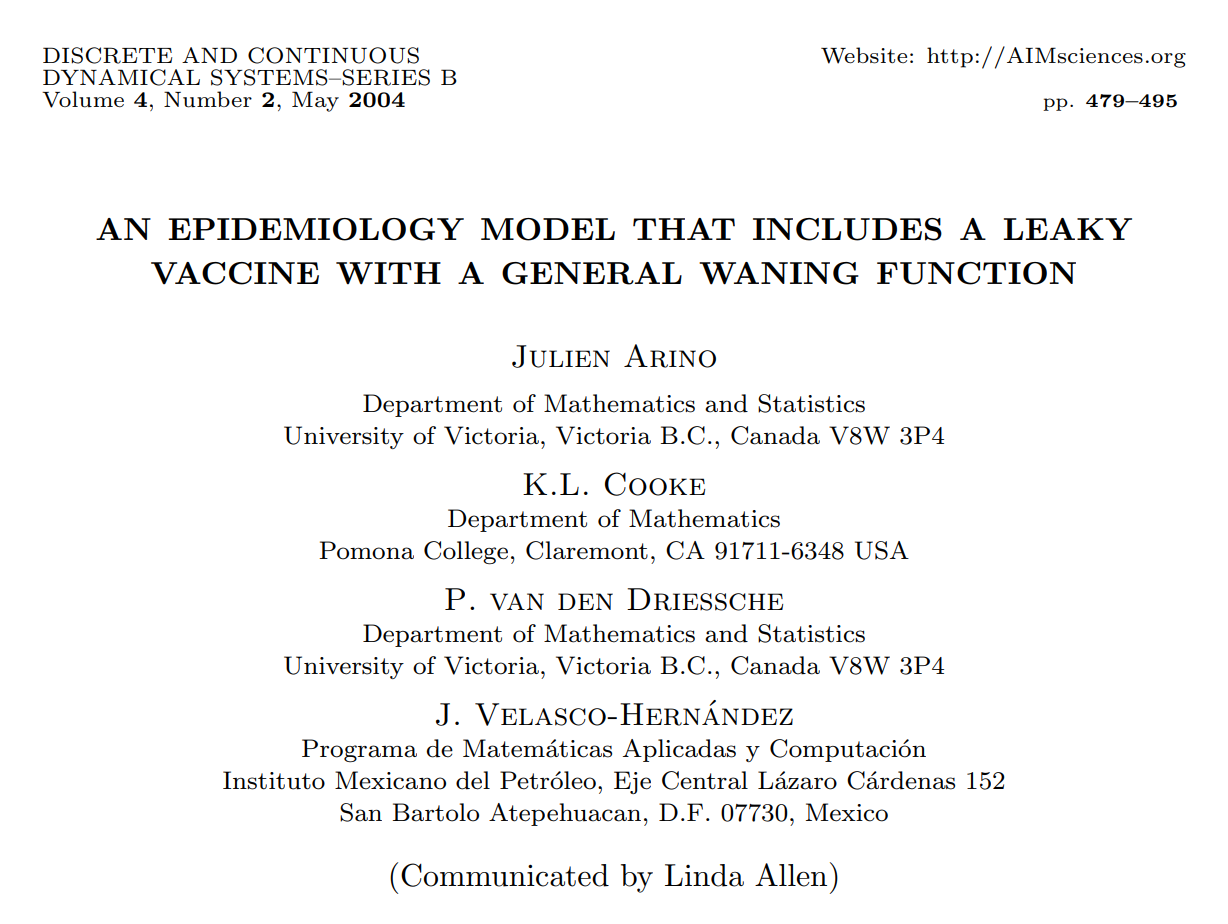 DISCRETE AND CONTINUOUS
DYNAMICAL SYSTEMS–SERIES B
Volume 4, Number 2, May 2004
Website: http://AIMsciences.org
pp. 479–495
AN EPIDEMIOLOGY MODEL THAT INCLUDES A LEAKY
VACCINE WITH A GENERAL WANING FUNCTION
Julien Arino
Department of Mathematics and Statistics
University of Victoria, Victoria B.C., Canada V8W 3P4
K.L. Cooke
Department of Mathematics
Pomona College, Claremont, CA 91711-6348 USA
P. van den Driessche
Department of Mathematics and Statistics
University of Victoria, Victoria B.C., Canada V8W 3P4
J. Velasco-Hernández
Programa de Matemáticas Aplicadas y Computación
Instituto Mexicano del Petróleo, Eje Central Lázaro Cárdenas 152
San Bartolo Atepehuacan, D.F. 07730, Mexico
(Communicated by Linda Allen)